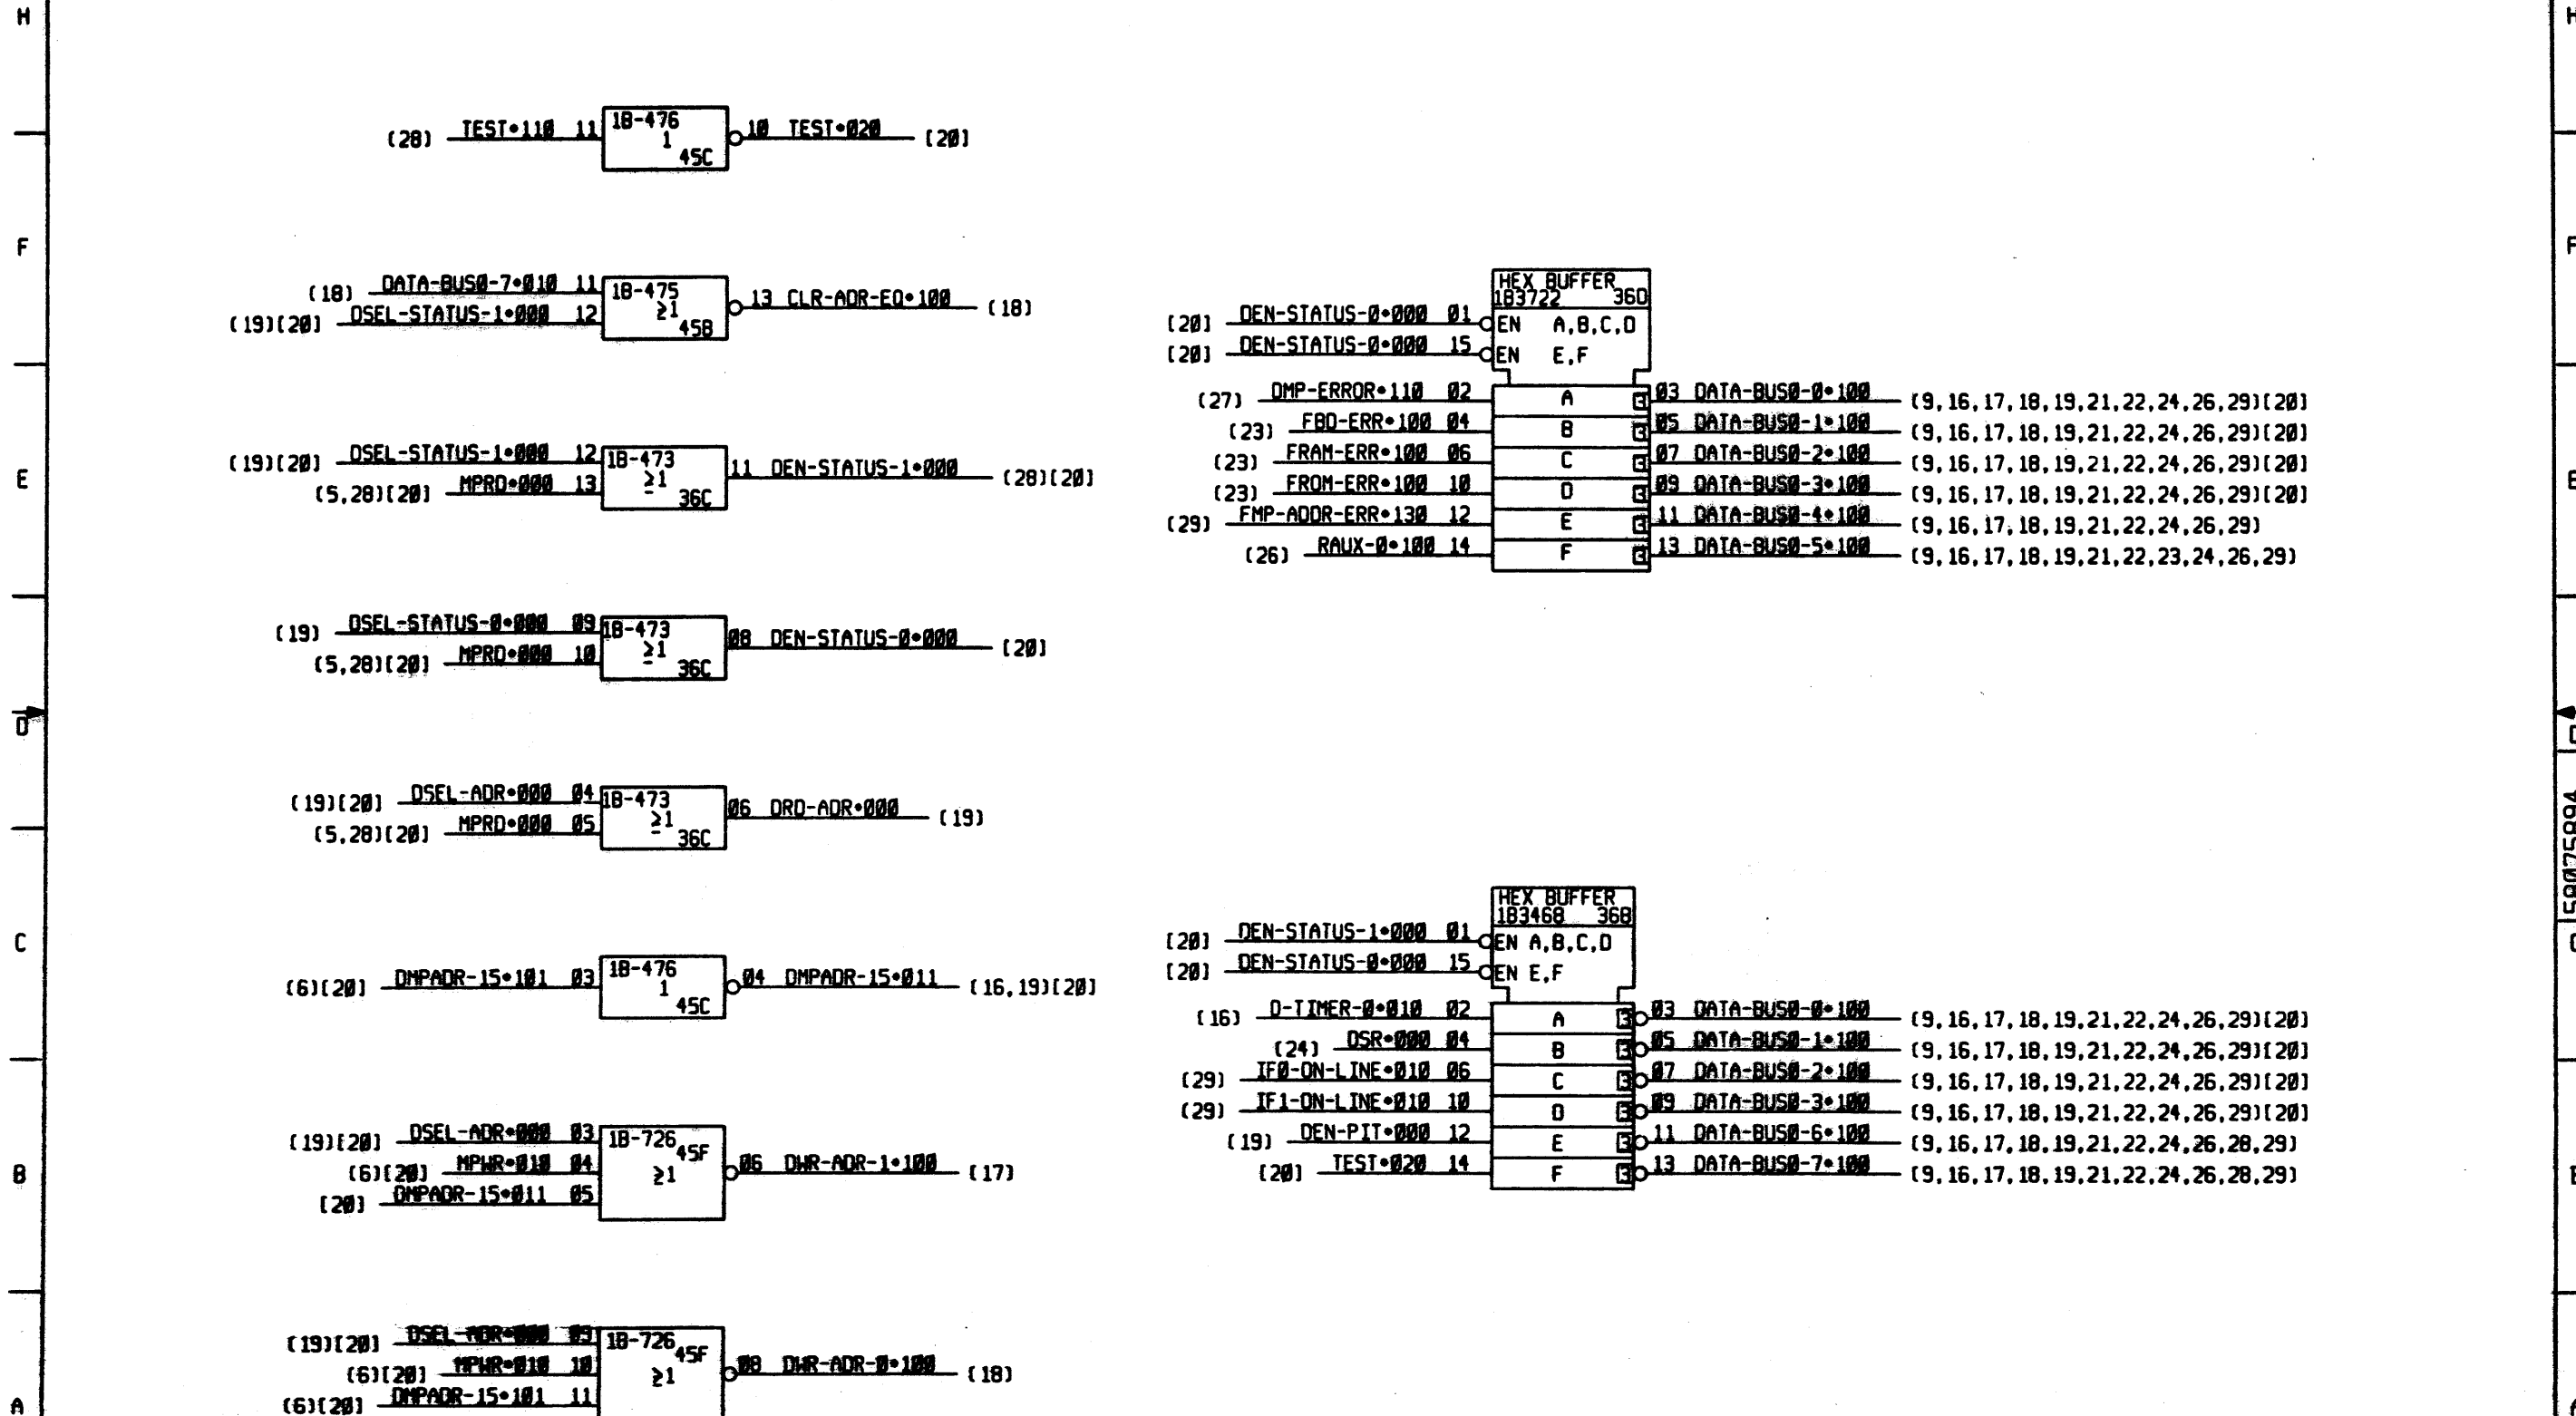 H
H
(28) TEST•110 11 1B-476 1 45C 10 TEST•020 [20]
F
F
(18) DATA-BUS0-7•010 11 1B-475 ≥1 45B 13 CLR-ADR-EQ•100 (18)
(19)[20] DSEL-STATUS-1•000 12
HEX BUFFER
1B3722 36D
[20] DEN-STATUS-0•000 01 EN A,B,C,D
[20] DEN-STATUS-0•000 15 EN E,F
(27) DMP-ERROR•110 02 A 3 03 DATA-BUS0-0•100 (9,16,17,18,19,21,22,24,26,29)[20]
(23) FBD-ERR•100 04 B 3 05 DATA-BUS0-1•100 (9,16,17,18,19,21,22,24,26,29)[20]
(23) FRAM-ERR•100 06 C 3 07 DATA-BUS0-2•100 (9,16,17,18,19,21,22,24,26,29)[20]
(23) FROM-ERR•100 10 D 3 09 DATA-BUS0-3•100 (9,16,17,18,19,21,22,24,26,29)[20]
(29) FMP-ADDR-ERR•130 12 E 3 11 DATA-BUS0-4•100 (9,16,17,18,19,21,22,24,26,29)
(26) RAUX-0•100 14 F 3 13 DATA-BUS0-5•100 (9,16,17,18,19,21,22,23,24,26,29)
E
E
(19)[20] DSEL-STATUS-1•000 12 1B-473 ≥1 36C 11 DEN-STATUS-1•000 (28)[20]
(5,28)[20] MPRD•000 13
(19) DSEL-STATUS-0•000 09 1B-473 ≥1 36C 08 DEN-STATUS-0•000 [20]
(5,28)[20] MPRD•000 10
D
D
(19)[20] DSEL-ADR•000 04 1B-473 ≥1 36C 06 DRD-ADR•000 (19)
(5,28)[20] MPRD•000 05
59075894
C
C
(6)[20] DMPADR-15•101 03 1B-476 1 45C 04 DMPADR-15•011 (16,19)[20]
HEX BUFFER
1B3468 36B
[20] DEN-STATUS-1•000 01 EN A,B,C,D
[20] DEN-STATUS-0•000 15 EN E,F
(16) D-TIMER-0•010 02 A 3 03 DATA-BUS0-0•100 (9,16,17,18,19,21,22,24,26,29)[20]
(24) DSR•000 04 B 3 05 DATA-BUS0-1•100 (9,16,17,18,19,21,22,24,26,29)[20]
(29) IF0-ON-LINE•010 06 C 3 07 DATA-BUS0-2•100 (9,16,17,18,19,21,22,24,26,29)[20]
(29) IF1-ON-LINE•010 10 D 3 09 DATA-BUS0-3•100 (9,16,17,18,19,21,22,24,26,29)[20]
(19) DEN-PIT•000 12 E 3 11 DATA-BUS0-6•100 (9,16,17,18,19,21,22,24,26,28,29)
[20] TEST•020 14 F 3 13 DATA-BUS0-7•100 (9,16,17,18,19,21,22,24,26,28,29)
B
(19)[20] DSEL-ADR•000 03 1B-726 45F ≥1
(6)[20] MPWR•010 04 06 DWR-ADR-1•100 (17)
[20] DMPADR-15•011 05
(19)[20] DSEL-ADR•000 09 1B-726 45F ≥1
(6)[20] MPWR•010 10 08 DWR-ADR-0•100 (18)
(6)[20] DMPADR-15•101 11
A